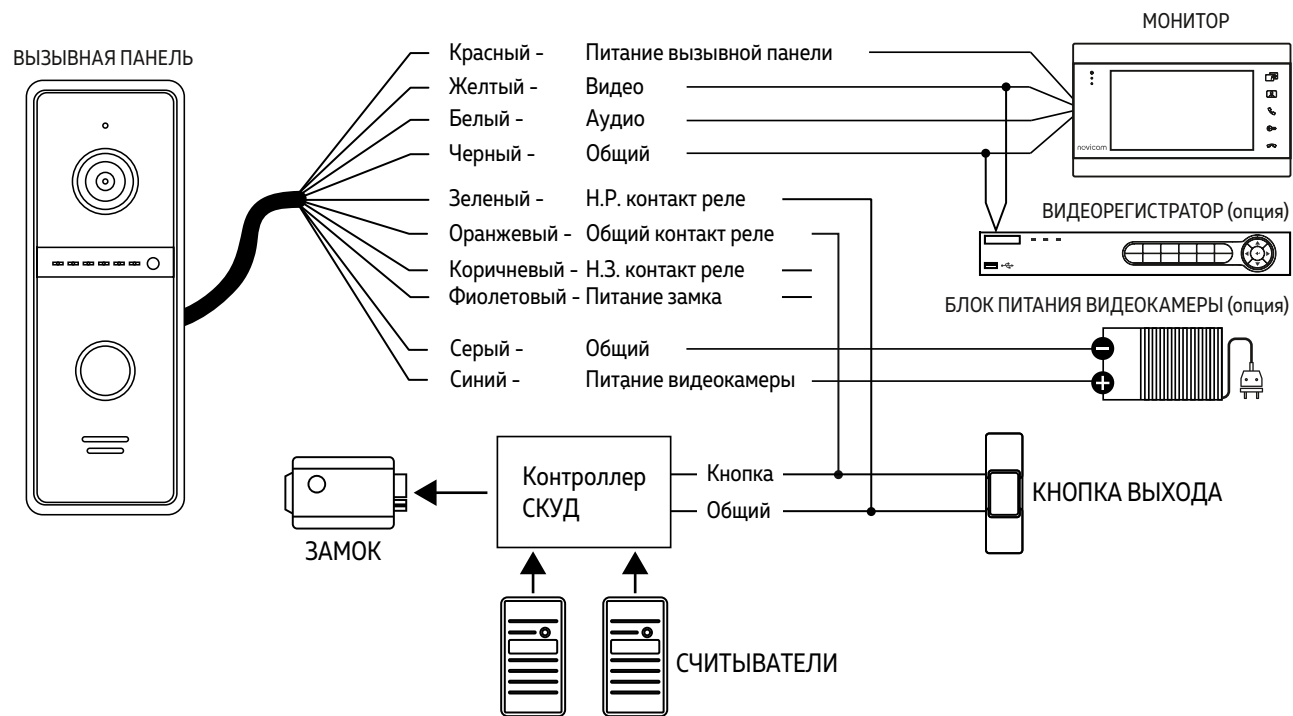 МОНИТОР
ВЫЗЫВНАЯ ПАНЕЛЬ
Красный - Питание вызывной панели
Желтый - Видео
Белый - Аудио
Черный - Общий
novicom
Зеленый - Н.Р. контакт реле
ВИДЕОРЕГИСТРАТОР (опция)
Оранжевый - Общий контакт реле
Коричневый - Н.З. контакт реле
Фиолетовый - Питание замка
БЛОК ПИТАНИЯ ВИДЕОКАМЕРЫ (опция)
Серый - Общий
Синий - Питание видеокамеры
Контроллер
СКУД
Кнопка
Общий
КНОПКА ВЫХОДА
ЗАМОК
СЧИТЫВАТЕЛИ